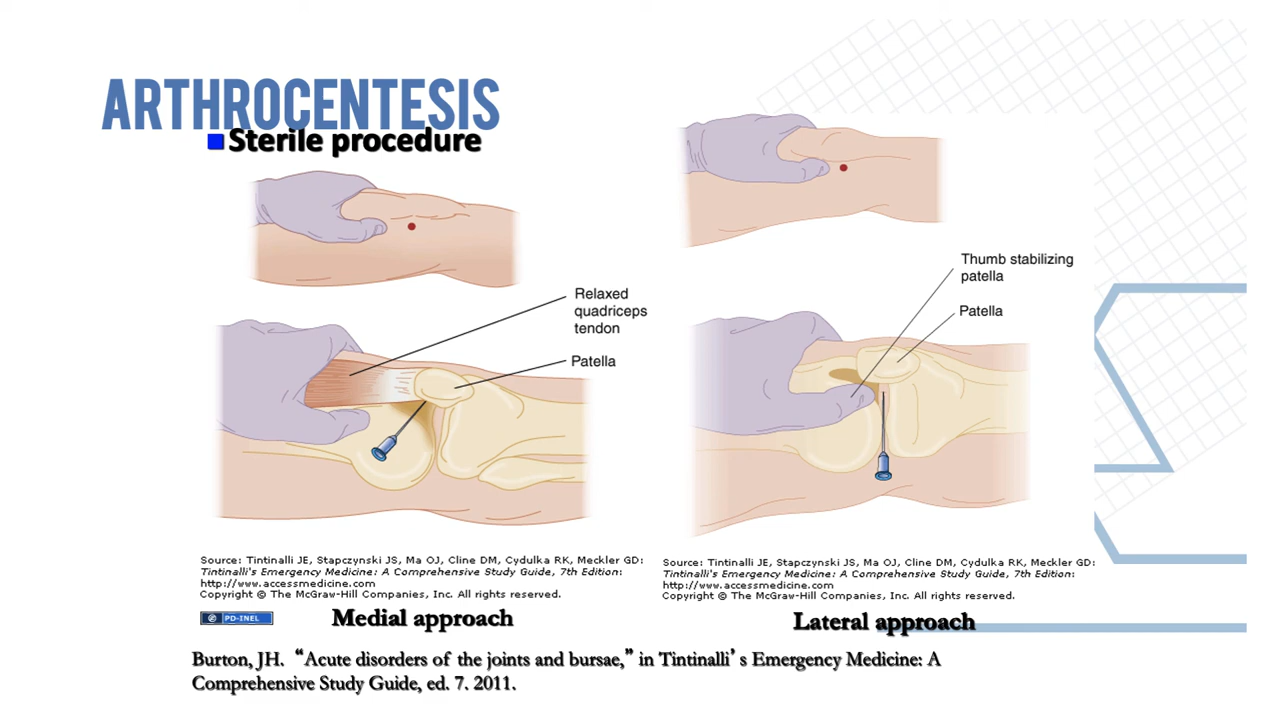 ARTHROCENTESIS
Sterile procedure
Relaxed
quadriceps
tendon
Patella
Thumb stabilizing
patella
Patella
Source: Tintinalli JE, Stapczynski JS, Ma OJ, Cline DM, Cydulka RK, Meckler GD:
Tintinalli's Emergency Medicine: A Comprehensive Study Guide, 7th Edition:
http://www.accessmedicine.com
Copyright © The McGraw-Hill Companies, Inc. All rights reserved.
Source: Tintinalli JE, Stapczynski JS, Ma OJ, Cline DM, Cydulka RK, Meckler GD:
Tintinalli's Emergency Medicine: A Comprehensive Study Guide, 7th Edition:
http://www.accessmedicine.com
Copyright © The McGraw-Hill Companies, Inc. All rights reserved.
PD-INEL
Medial approach
Lateral approach
Burton, JH. “Acute disorders of the joints and bursae,” in Tintinalli’s Emergency Medicine: A
Comprehensive Study Guide, ed. 7. 2011.